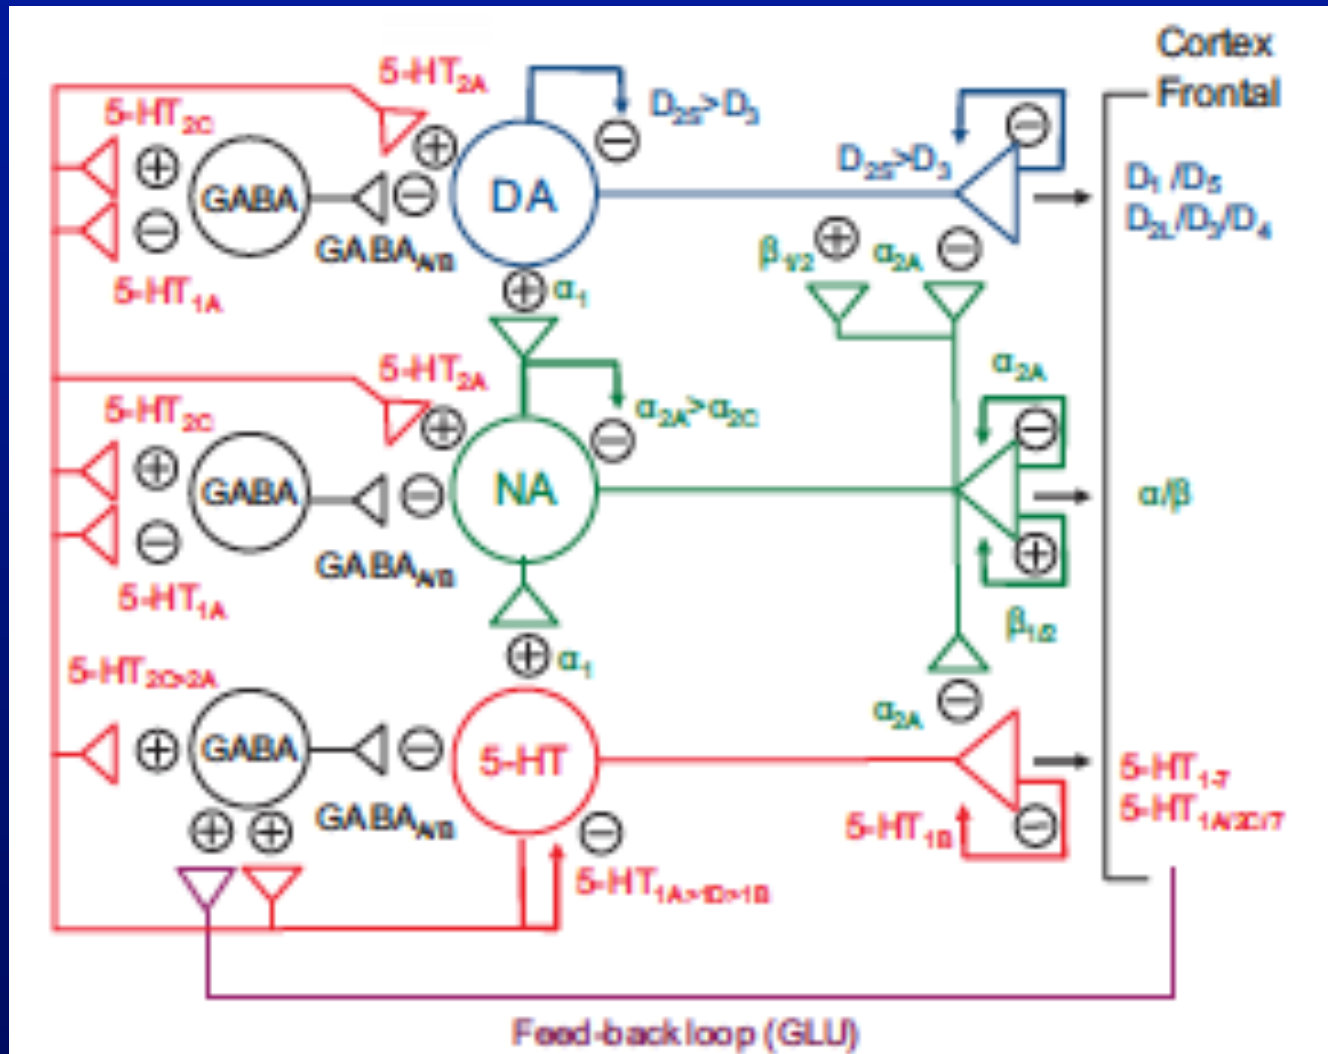 Cortex
Frontal
5-HT2A
5-HT2C
D2S>D3
D2S>D3
GABA
DA
D1 /D5
D2L/D3/D4
GABAA/B
β1/2
α2A
5-HT1A
α1
5-HT2A
α2A
5-HT2C
α2A>α2C
GABA
NA
α/β
GABAA/B
5-HT1A
β1/2
α1
5-HT2C>2A
α2A
GABA
5-HT
5-HT1-7
5-HT1A/2C/7
GABAA/B
5-HT1B
5-HT1A>1D>1B
Feed-back loop (GLU)